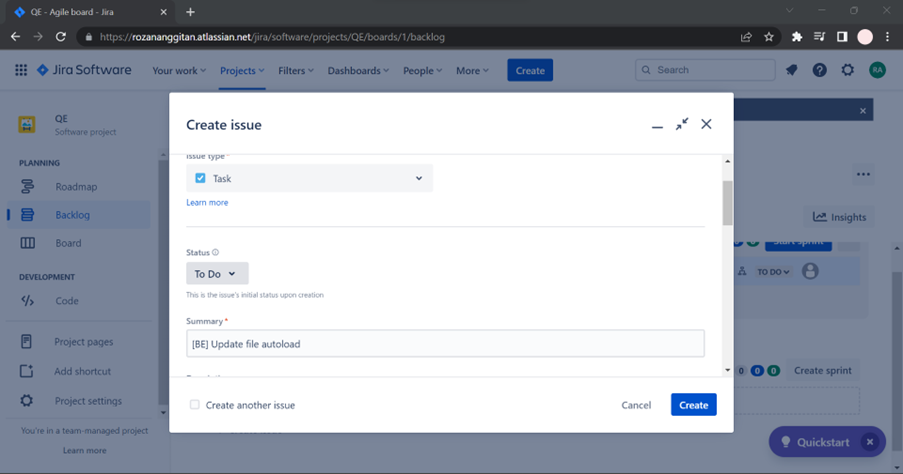 QE - Agile board - Jira
https://rozananggitan.atlassian.net/jira/software/projects/QE/boards/1/backlog
Jira Software
Your work
Projects
Filters
Dashboards
People
More
Create
Search
RA
QE
Software project
PLANNING
Roadmap
Backlog
Board
DEVELOPMENT
Code
Project pages
Add shortcut
Project settings
You're in a team-managed project
Learn more
Create issue
Issue type*
Task
Learn more
Status
To Do
This is the issue's initial status upon creation
Summary*
[BE] Update file autoload
Create another issue
Cancel
Create
Insights
Start sprint
TO DO
0 0 0
Create sprint
Quickstart